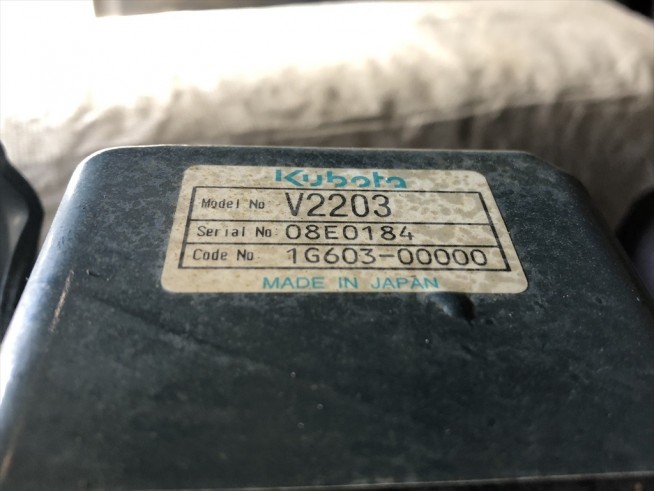 Kubota
Model No V2203
Serial No 08E0184
Code No 1G603-00000
MADE IN JAPAN